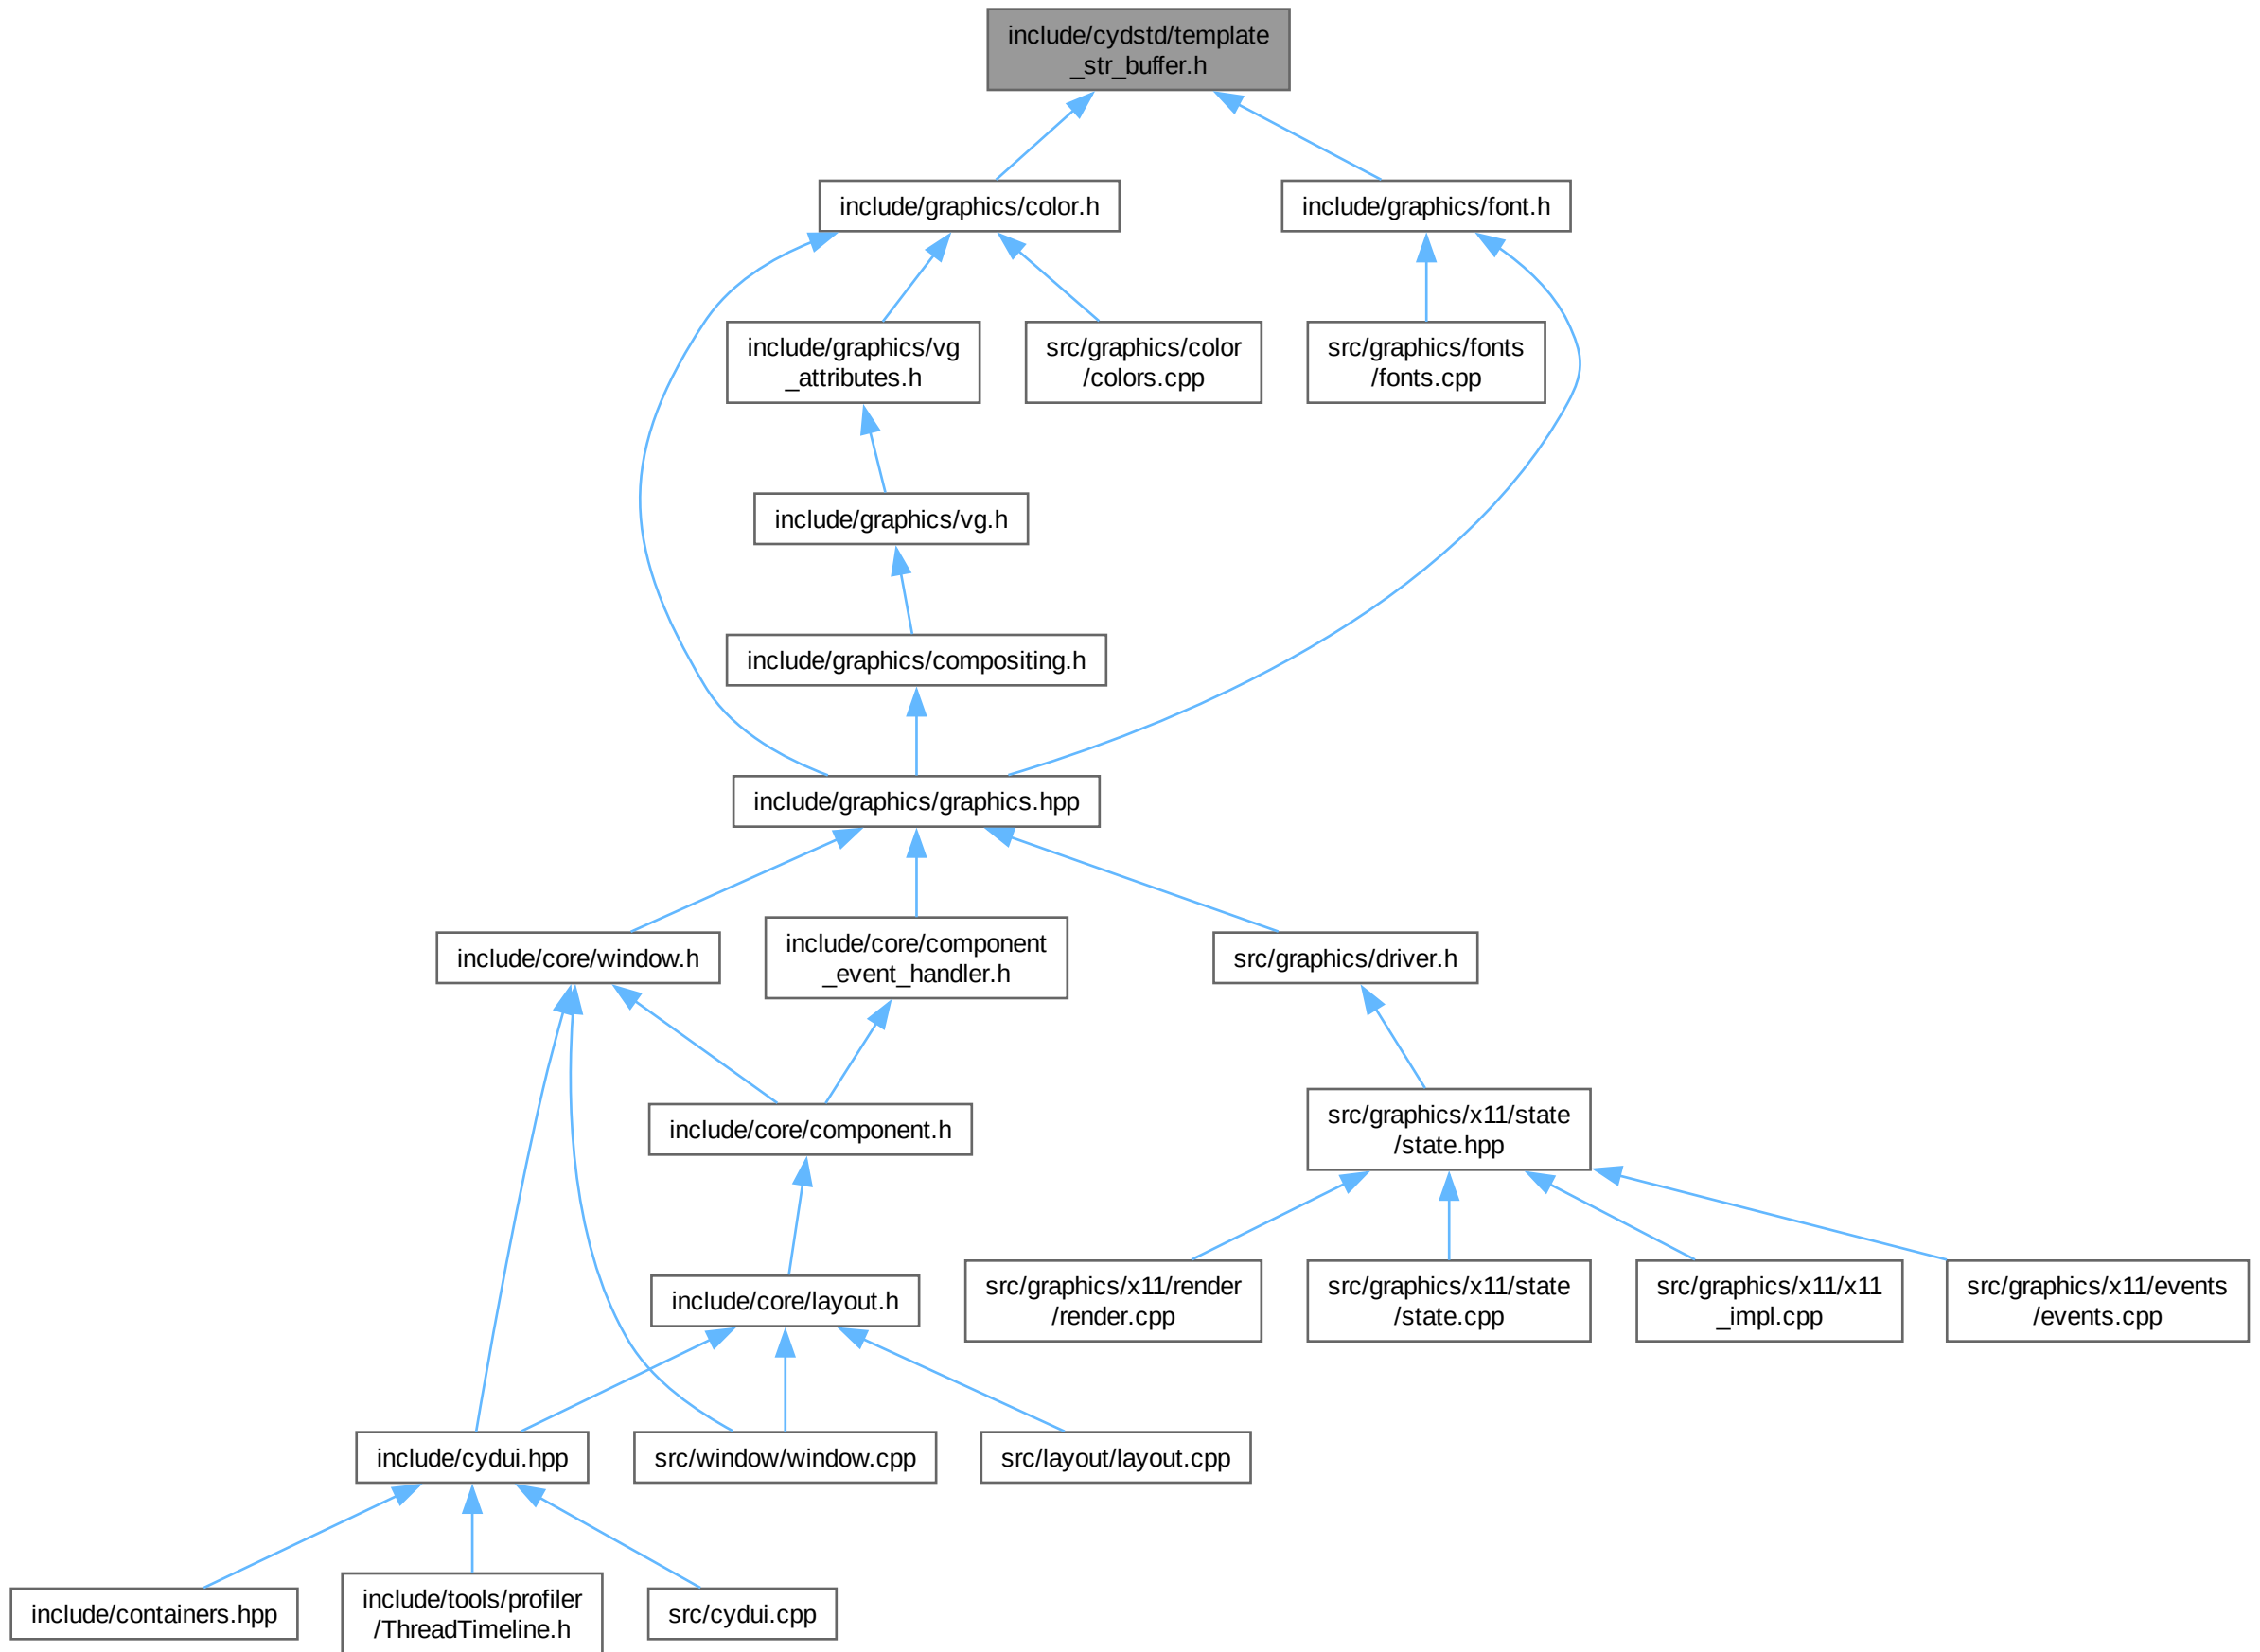 include/cydstd/template
_str_buffer.h
include/graphics/color.h
include/graphics/font.h
include/graphics/vg
_attributes.h
src/graphics/color
/colors.cpp
src/graphics/fonts
/fonts.cpp
include/graphics/vg.h
include/graphics/compositing.h
include/graphics/graphics.hpp
include/core/window.h
include/core/component
_event_handler.h
src/graphics/driver.h
include/core/component.h
src/graphics/x11/state
/state.hpp
include/core/layout.h
src/graphics/x11/render
/render.cpp
src/graphics/x11/state
/state.cpp
src/graphics/x11/x11
_impl.cpp
src/graphics/x11/events
/events.cpp
include/cydui.hpp
src/window/window.cpp
src/layout/layout.cpp
include/containers.hpp
include/tools/profiler
/ThreadTimeline.h
src/cydui.cpp